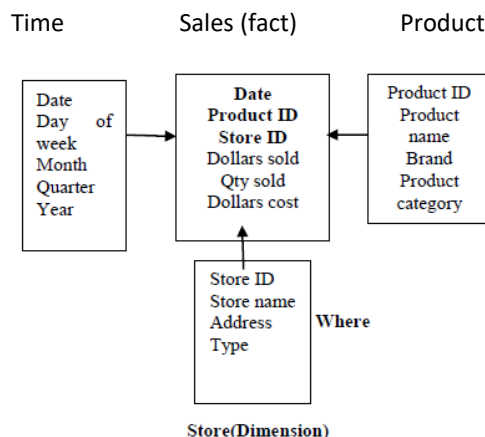 Time Sales (fact) Product
Date
Day of
week
Month
Quarter
Year
Date
Product ID
Store ID
Dollars sold
Qty sold
Dollars cost
Product ID
Product
name
Brand
Product
category
Store ID
Store name
Address
Type
Where
Store(Dimension)